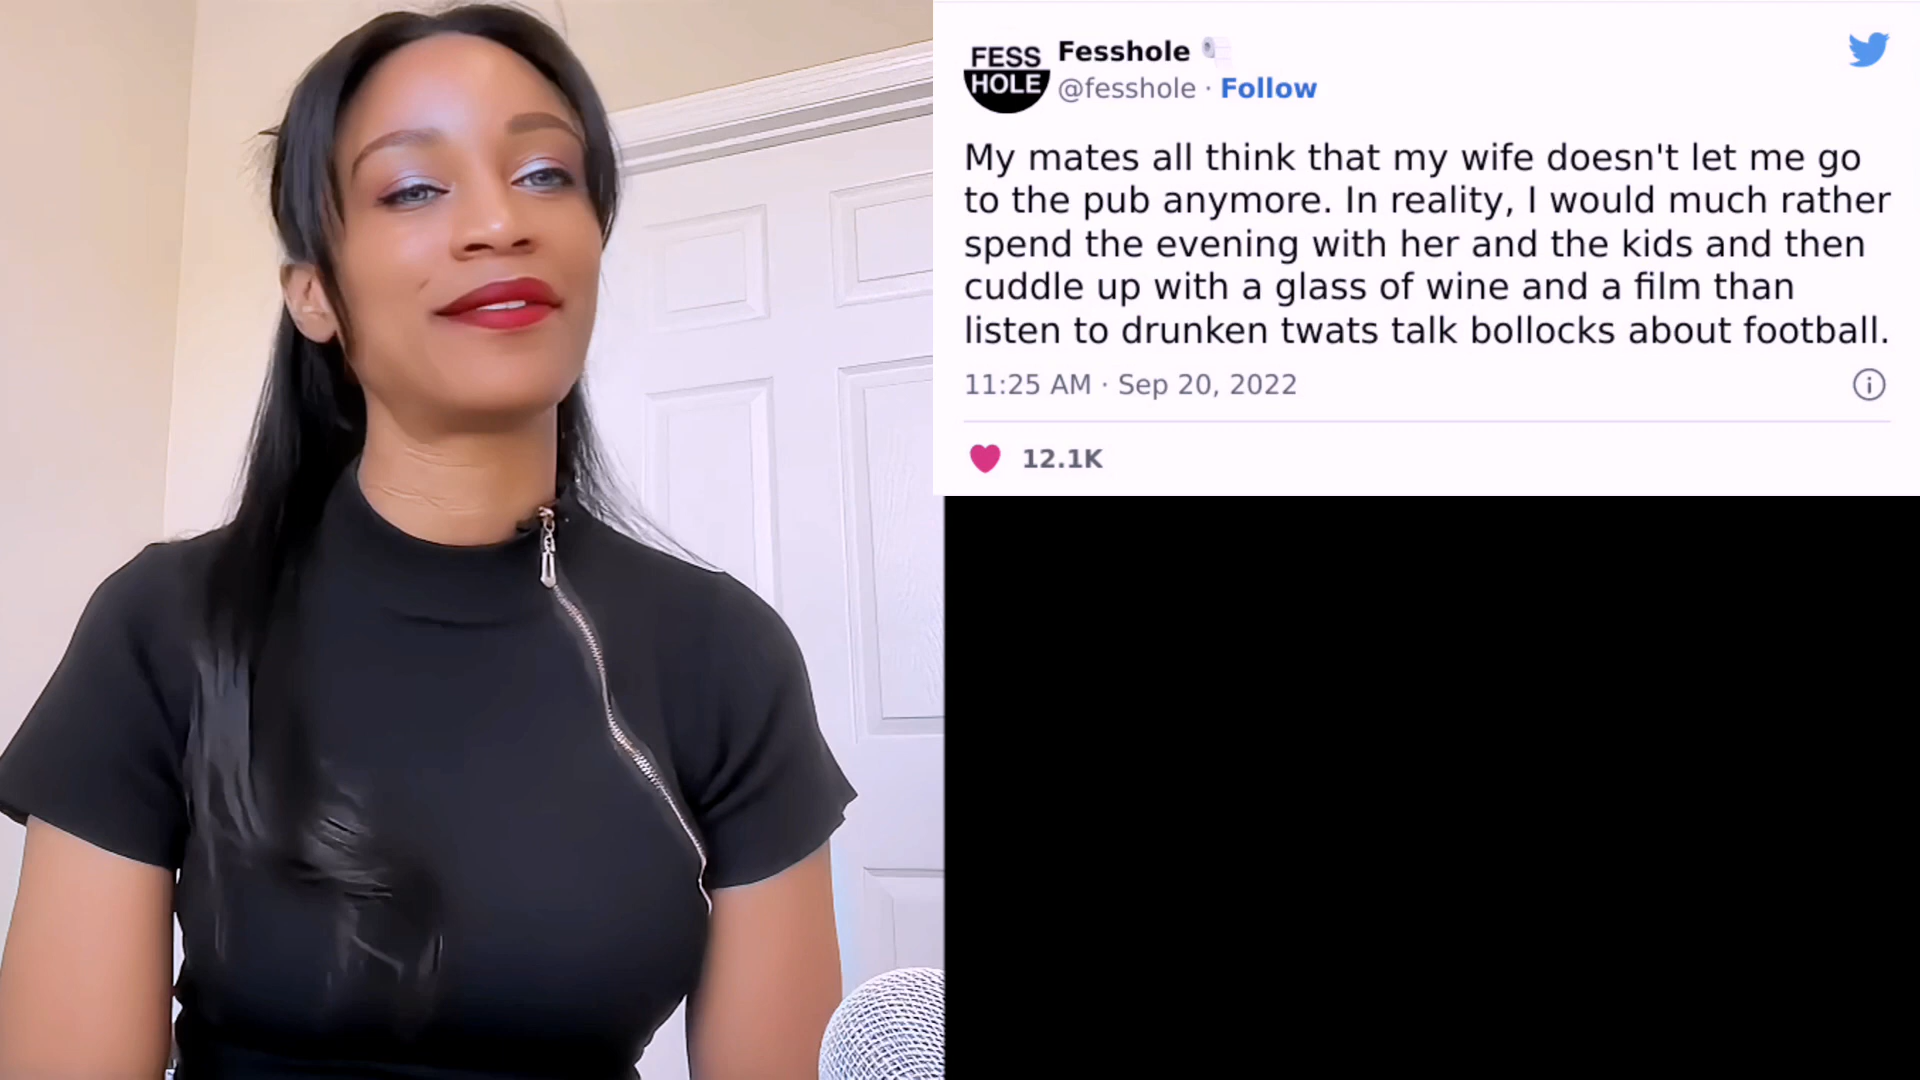 FESS
HOLE
Fesshole
@fesshole · Follow
My mates all think that my wife doesn't let me go
to the pub anymore. In reality, I would much rather
spend the evening with her and the kids and then
cuddle up with a glass of wine and a film than
listen to drunken twats talk bollocks about football.
11:25 AM · Sep 20, 2022
12.1K